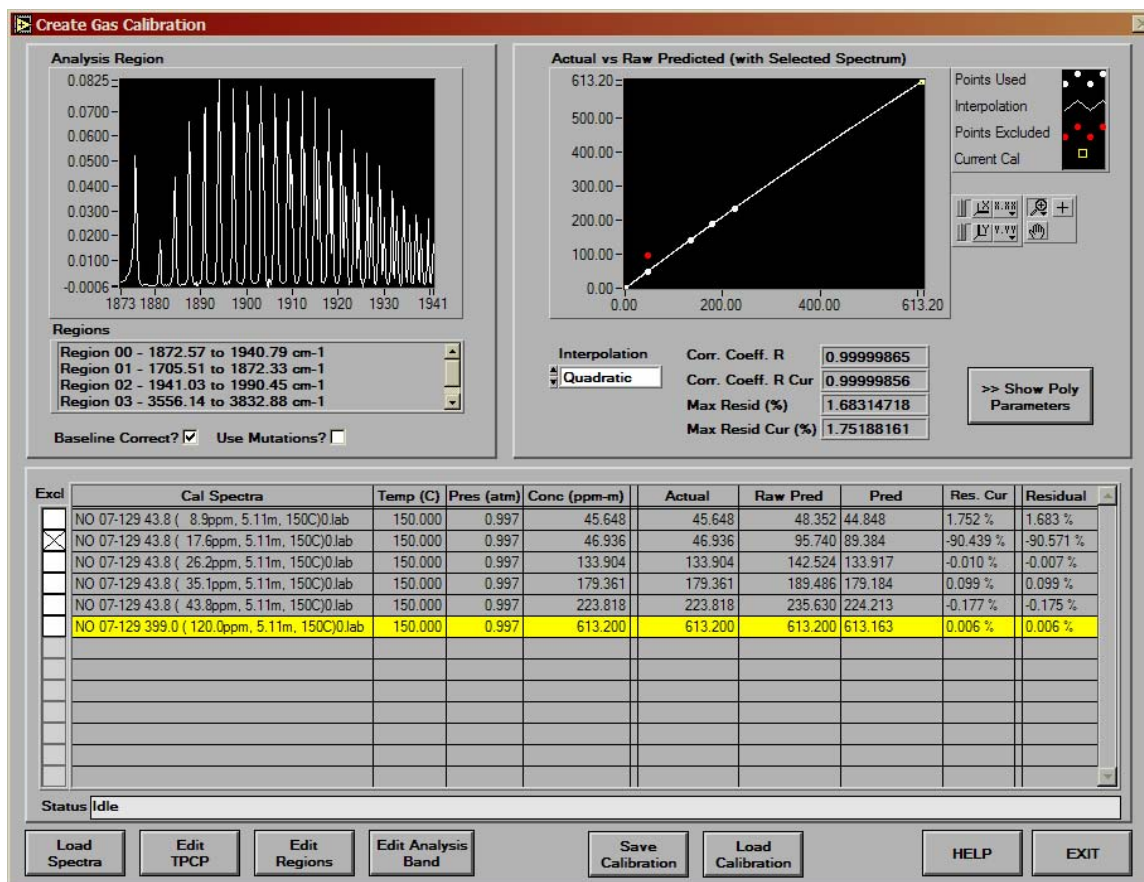 Create Gas Calibration
Analysis Region
0.0825
0.0700
0.0600
0.0500
0.0400
0.0300
0.0200
0.0100
-0.0006
1873 1880 1890 1900 1910 1920 1930 1941
Regions
Region 00 - 1872.57 to 1940.79 cm-1
Region 01 - 1705.51 to 1872.33 cm-1
Region 02 - 1941.03 to 1990.45 cm-1
Region 03 - 3556.14 to 3832.88 cm-1
Baseline Correct? Use Mutations?
Actual vs Raw Predicted (with Selected Spectrum)
613.20
500.00
400.00
300.00
200.00
100.00
0.00
0.00 200.00 400.00 613.20
Points Used
Interpolation
Points Excluded
Current Cal
X X.XX
Y Y.YY
Interpolation
Quadratic
Corr. Coeff. R 0.99999865
Corr. Coeff. R Cur 0.99999856
Max Resid (%) 1.68314718
Max Resid Cur (%) 1.75188161
>> Show Poly
Parameters
Excl Cal Spectra Temp (C) Pres (atm) Conc (ppm-m) Actual Raw Pred Pred Res. Cur Residual
NO 07-129 43.8 ( 8.9ppm, 5.11m, 150C)0.lab 150.000 0.997 45.648 45.648 48.352 44.848 1.752 % 1.683 %
NO 07-129 43.8 ( 17.6ppm, 5.11m, 150C)0.lab 150.000 0.997 46.936 46.936 95.740 89.384 -90.439 % -90.571 %
NO 07-129 43.8 ( 26.2ppm, 5.11m, 150C)0.lab 150.000 0.997 133.904 133.904 142.524 133.917 -0.010 % -0.007 %
NO 07-129 43.8 ( 35.1ppm, 5.11m, 150C)0.lab 150.000 0.997 179.361 179.361 189.486 179.184 0.099 % 0.099 %
NO 07-129 43.8 ( 43.8ppm, 5.11m, 150C)0.lab 150.000 0.997 223.818 223.818 235.630 224.213 -0.177 % -0.175 %
NO 07-129 399.0 ( 120.0ppm, 5.11m, 150C)0.lab 150.000 0.997 613.200 613.200 613.200 613.163 0.006 % 0.006 %
Status Idle
Load
Spectra
Edit
TPCP
Edit
Regions
Edit Analysis
Band
Save
Calibration
Load
Calibration
HELP
EXIT